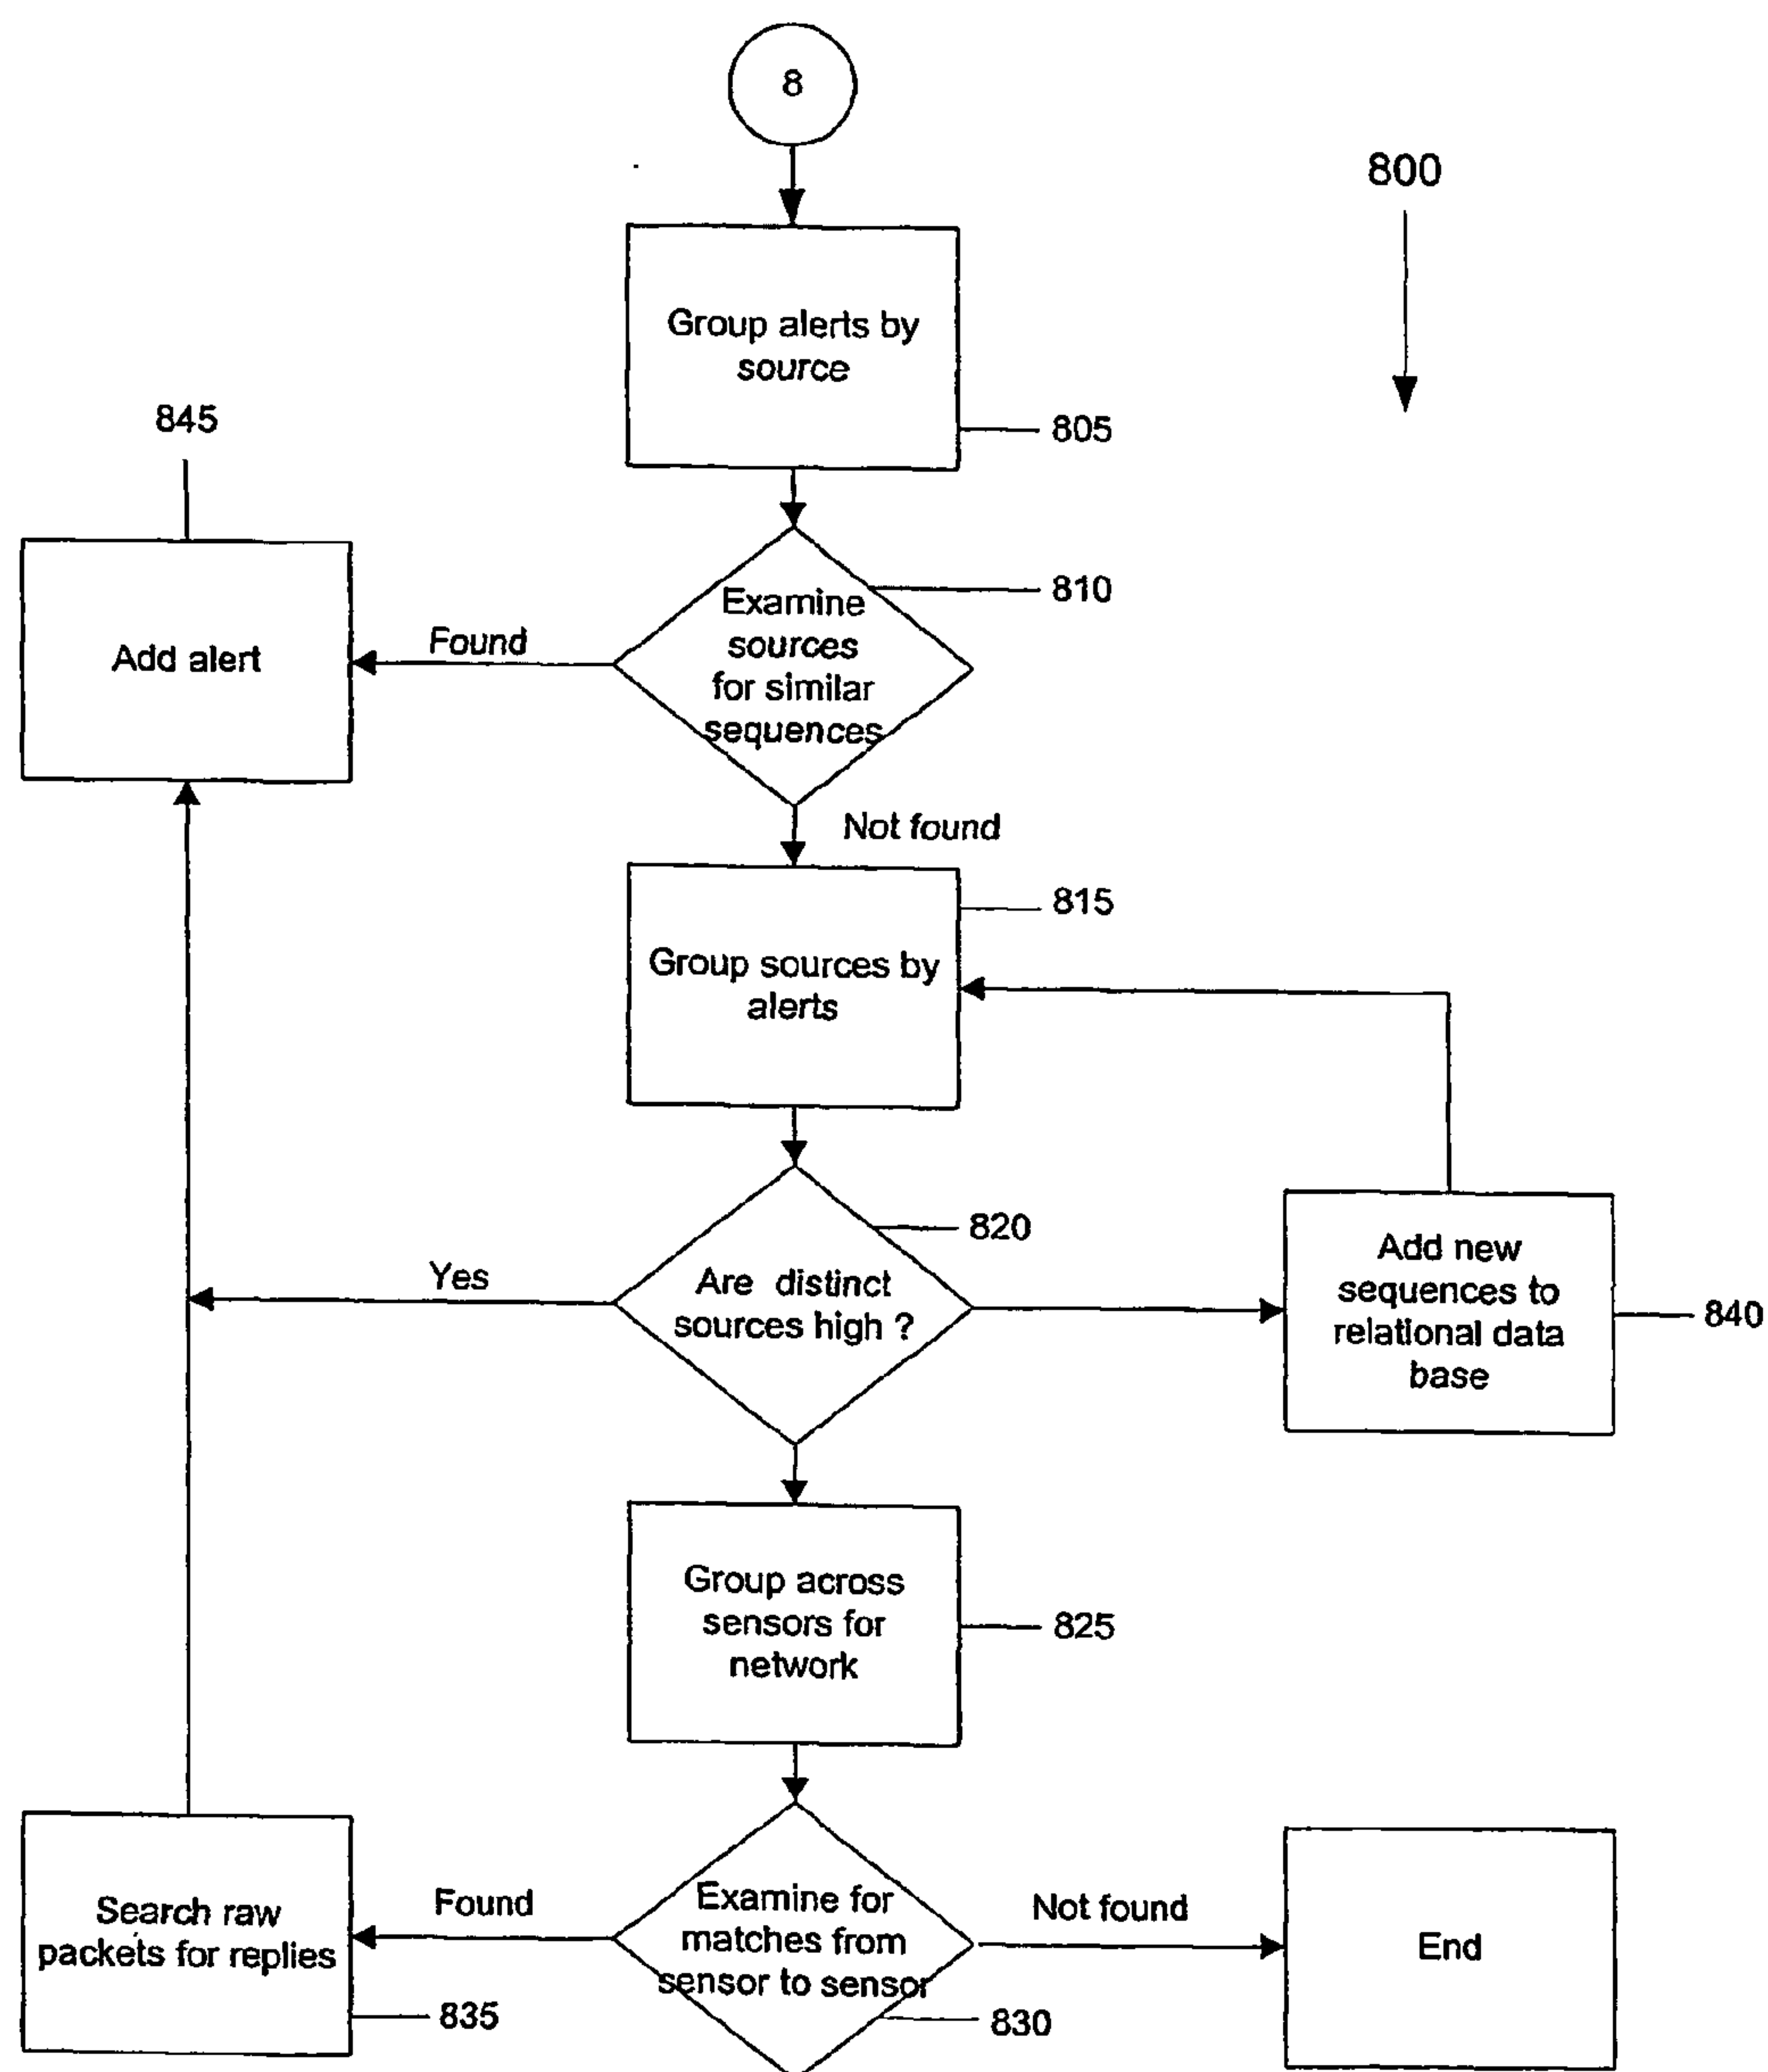 8
800
Group alerts by
source
805
845
810
Examine
sources
for similar
sequences
Found
Add alert
Not found
815
Group sources by
alerts
820
Yes
Are distinct
sources high ?
Add new
sequences to
relational data
base
840
Group across
sensors for
network
825
Found
Examine for
matches from
sensor to sensor
Not found
Search raw
packets for replies
End
835
830